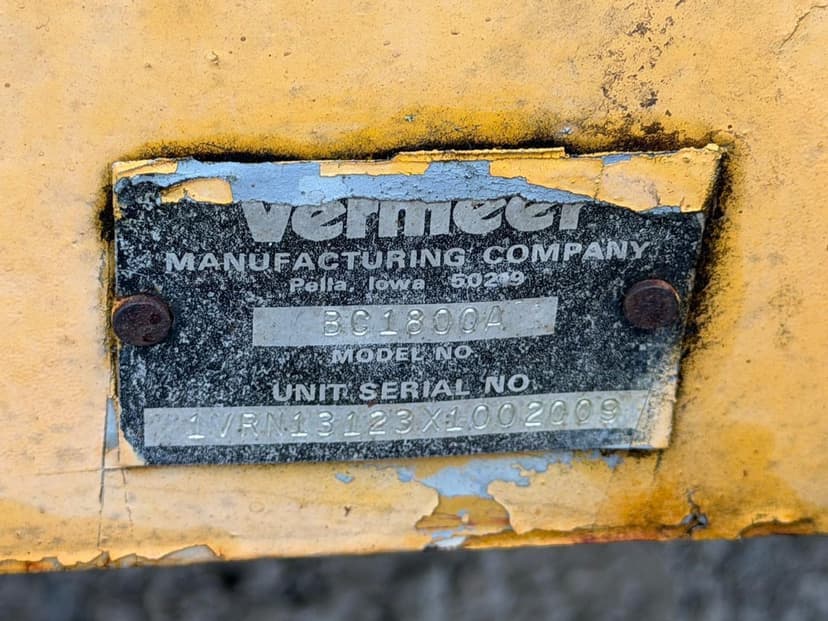 Vermeer
MANUFACTURING COMPANY
Pella, Iowa 50219
BC1800A
MODEL NO.
UNIT SERIAL NO.
1VRN13123X1002009